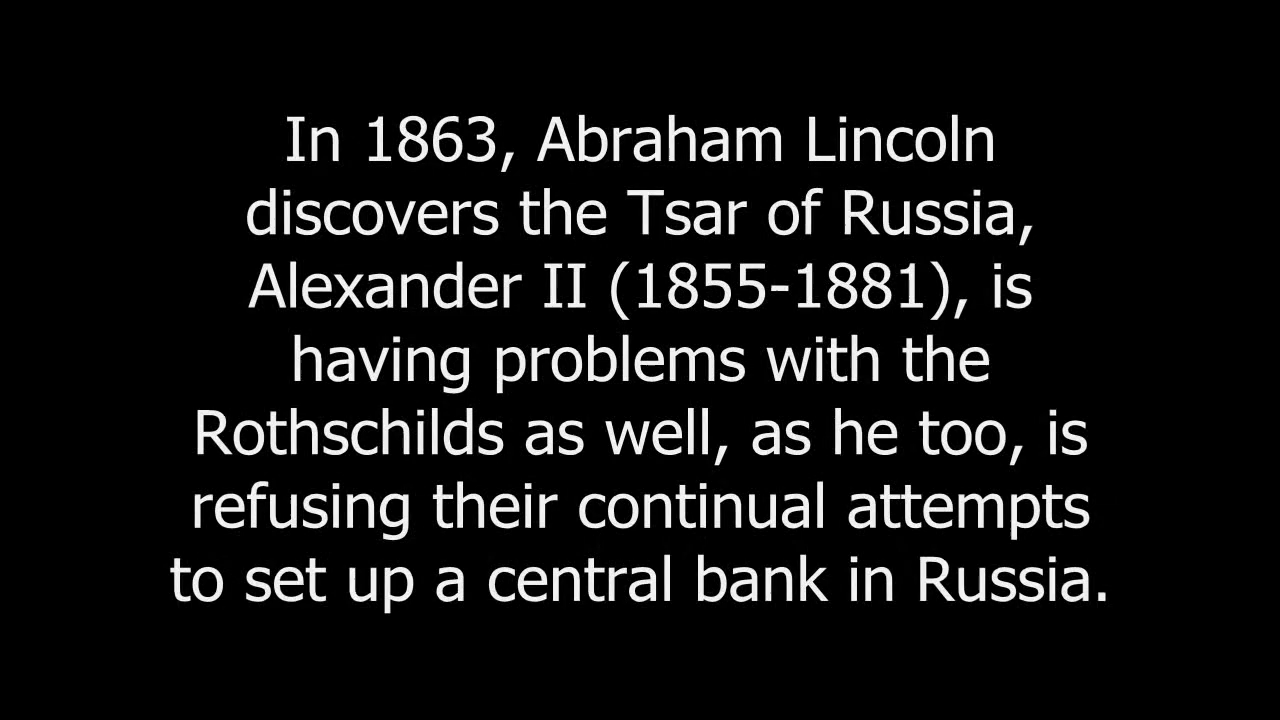 In 1863, Abraham Lincoln
discovers the Tsar of Russia,
Alexander II (1855-1881), is
having problems with the
Rothschilds as well, as he too, is
refusing their continual attempts
to set up a central bank in Russia.